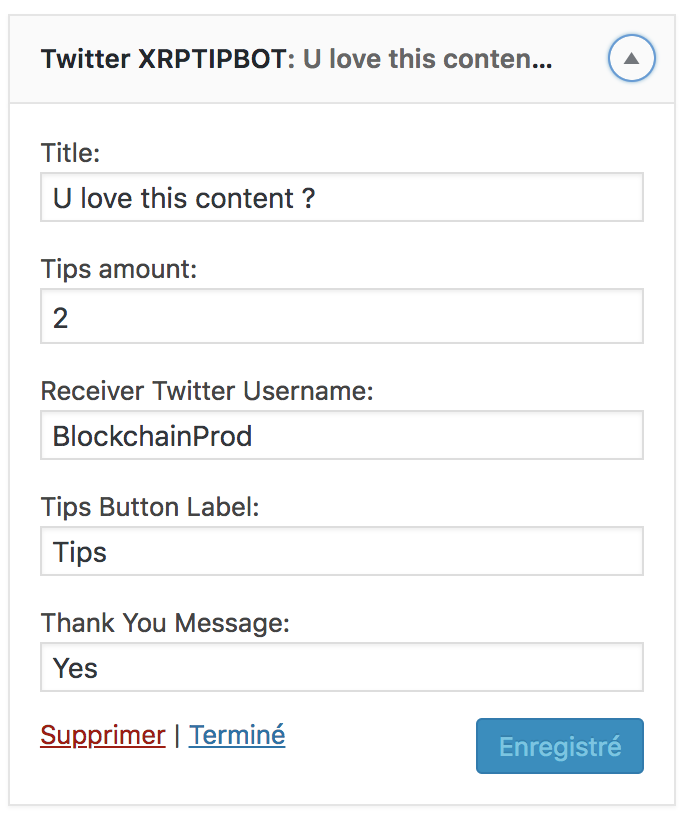 Twitter XRPTIPBOT: U love this conten...
Title:
U love this content ?
Tips amount:
2
Receiver Twitter Username:
BlockchainProd
Tips Button Label:
Tips
Thank You Message:
Yes
Supprimer | Terminé
Enregistré